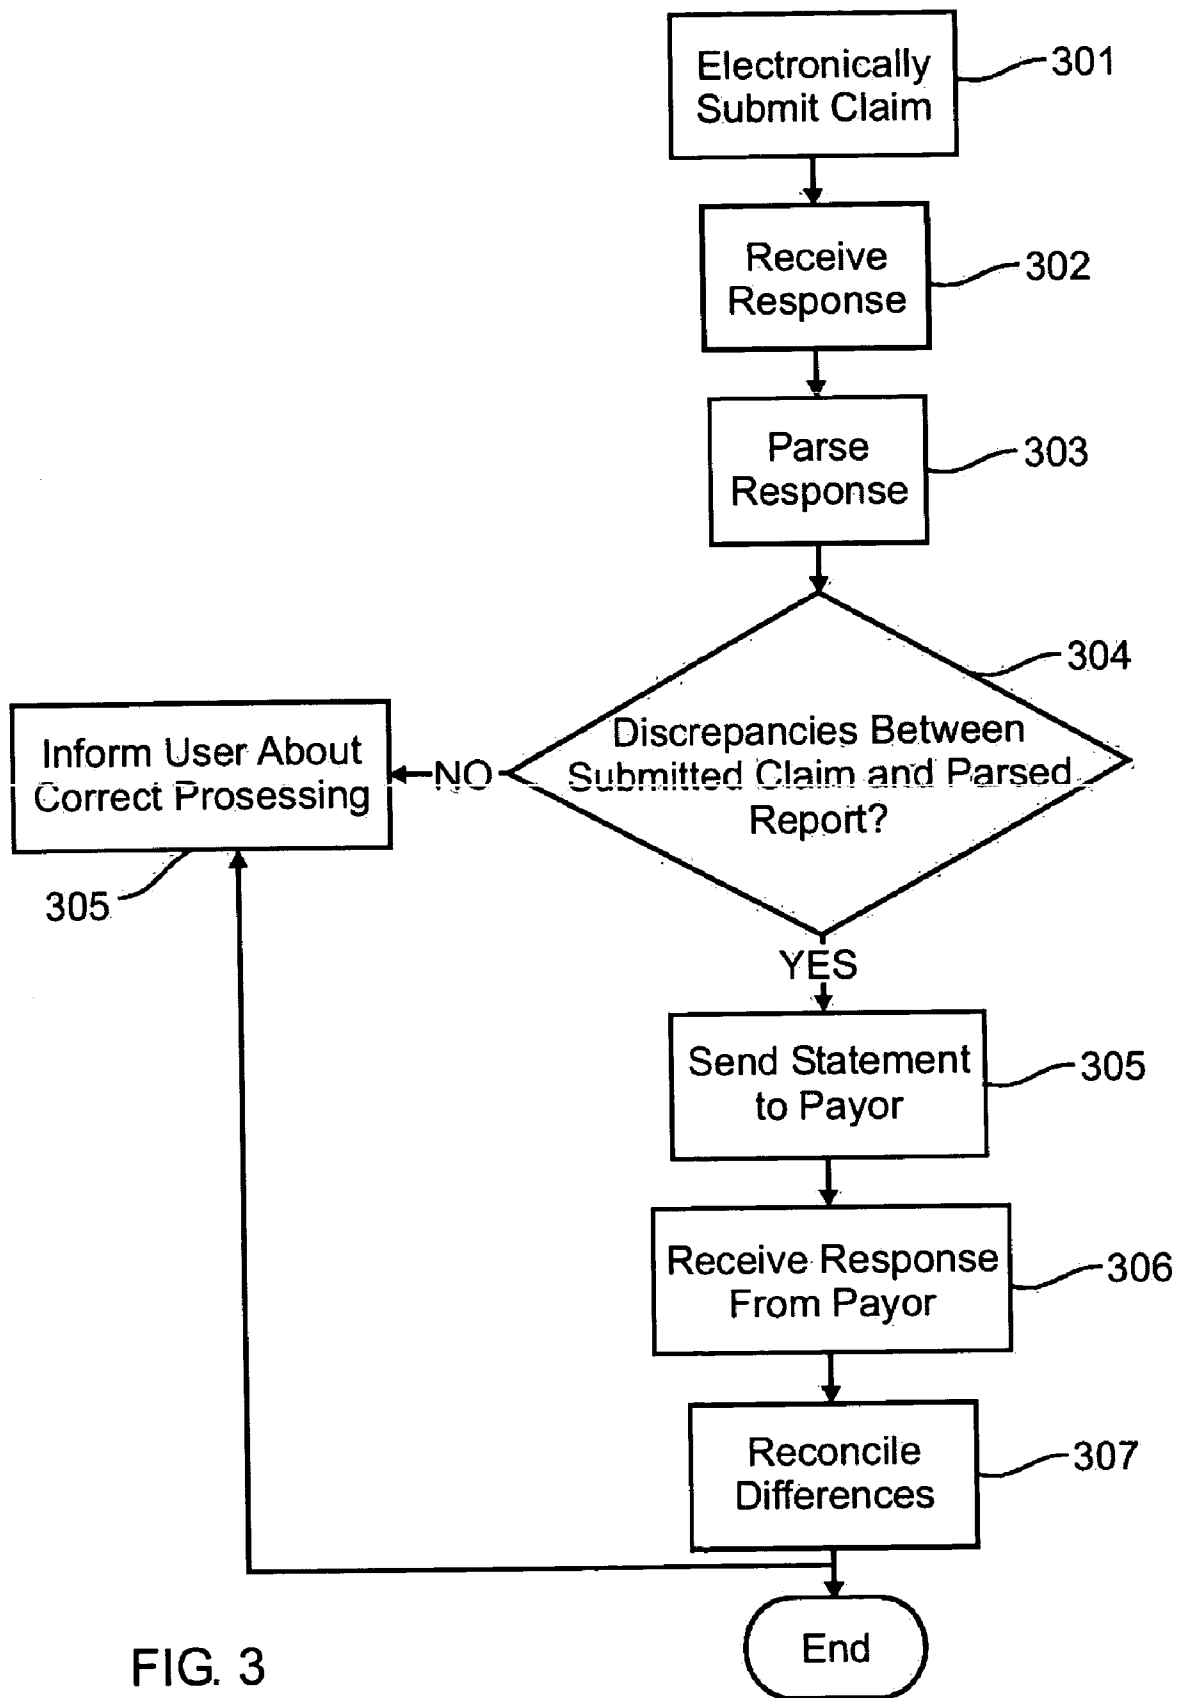 Electronically
Submit Claim
301
Receive
Response
302
Parse
Response
303
304
Discrepancies Between
Submitted Claim and Parsed
Report?
NO
Inform User About
Correct Prosessing
305
YES
Send Statement
to Payor
305
Receive Response
From Payor
306
Reconcile
Differences
307
End
FIG. 3